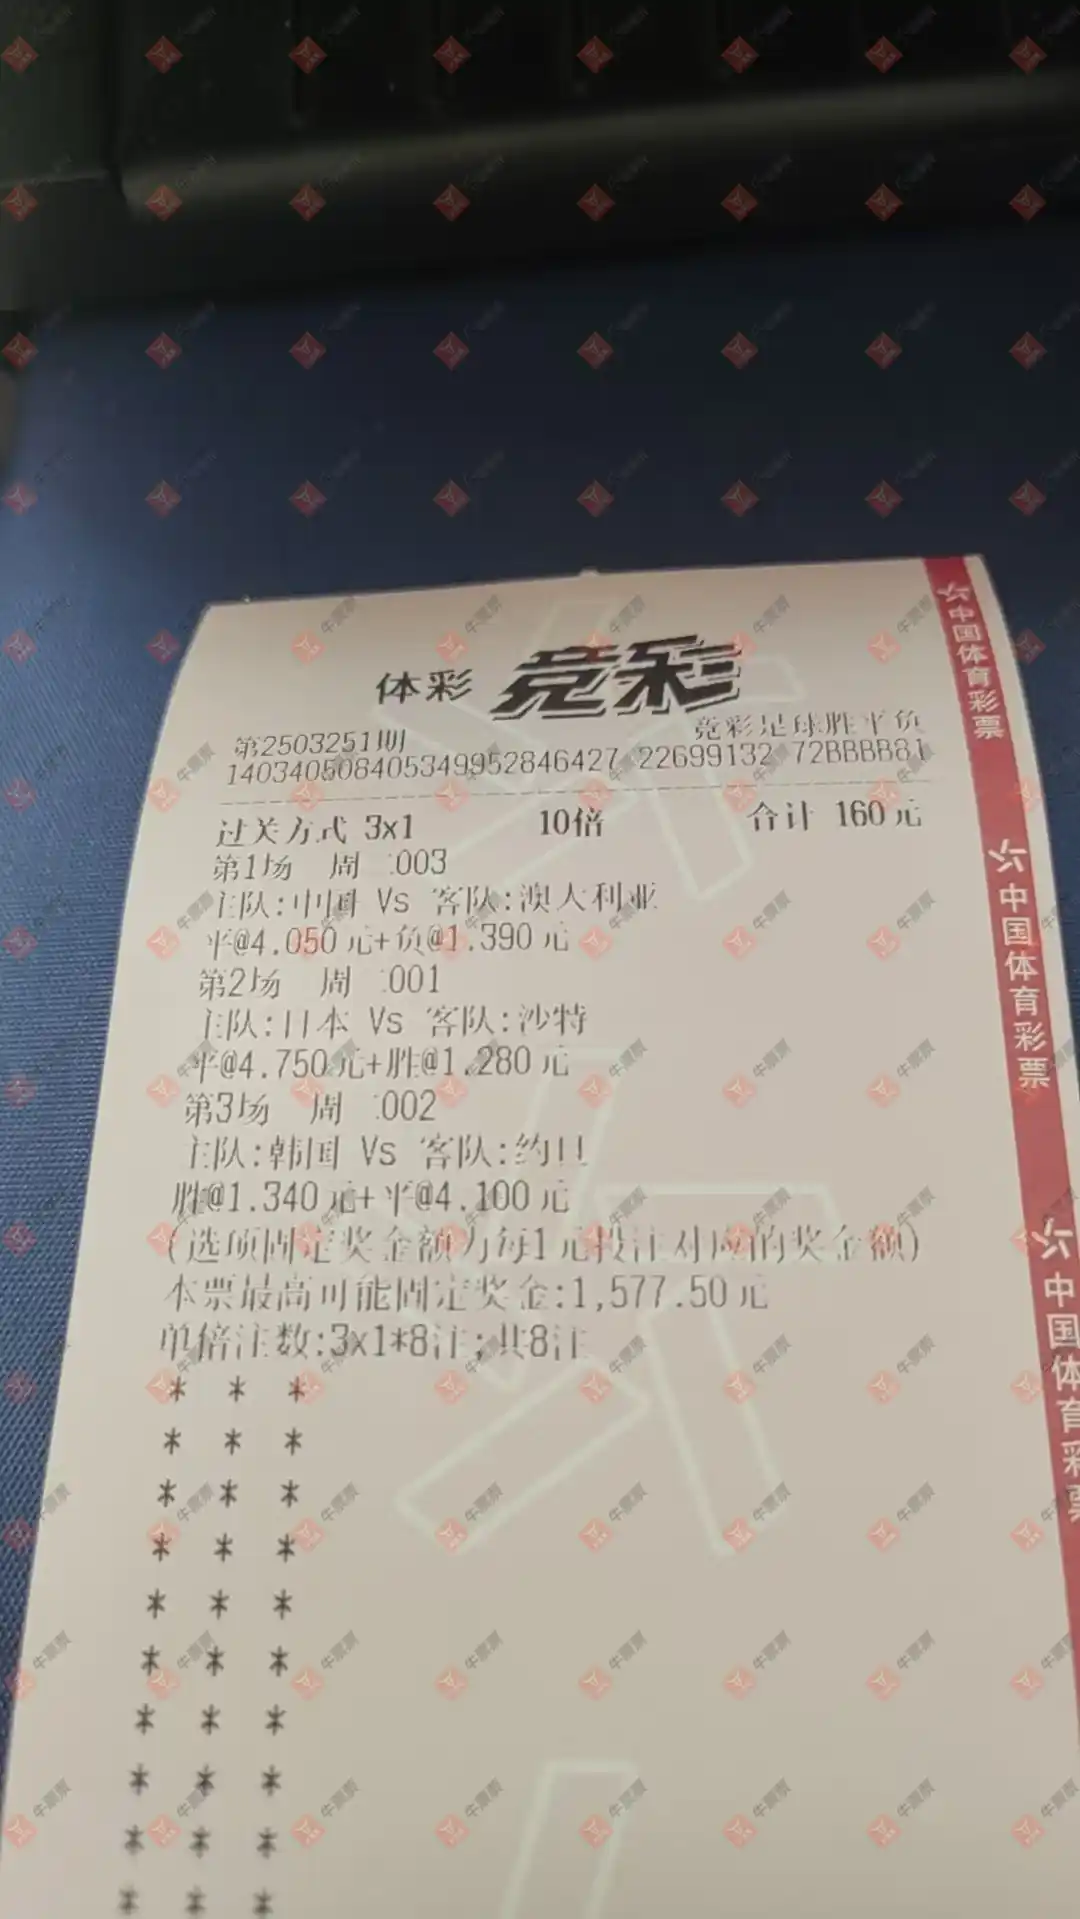 体彩 竞彩
第2503251期 竞彩足球胜平负
140340508405349952846427 22699132 72BBBB81
过关方式 3x1 10倍 合计 160元
第1场 周二003
主队:中国 Vs 客队:澳大利亚
平@4.050元+负@1.390元
第2场 周二001
主队:日本 Vs 客队:沙特
平@4.750元+胜@1.280元
第3场 周二002
主队:韩国 Vs 客队:约旦
胜@1.340元+平@4.100元
(选项固定奖金额为每1元投注对应的奖金额)
本票最高可能固定奖金:1,577.50元
单倍注数:3x1*8注;共8注
* * *
* * *
* * *
* * *
* * *
* * *
* * *
* * *
* * *
* * *
中国体育彩票
中国体育彩票
中国体育彩票
牛票票